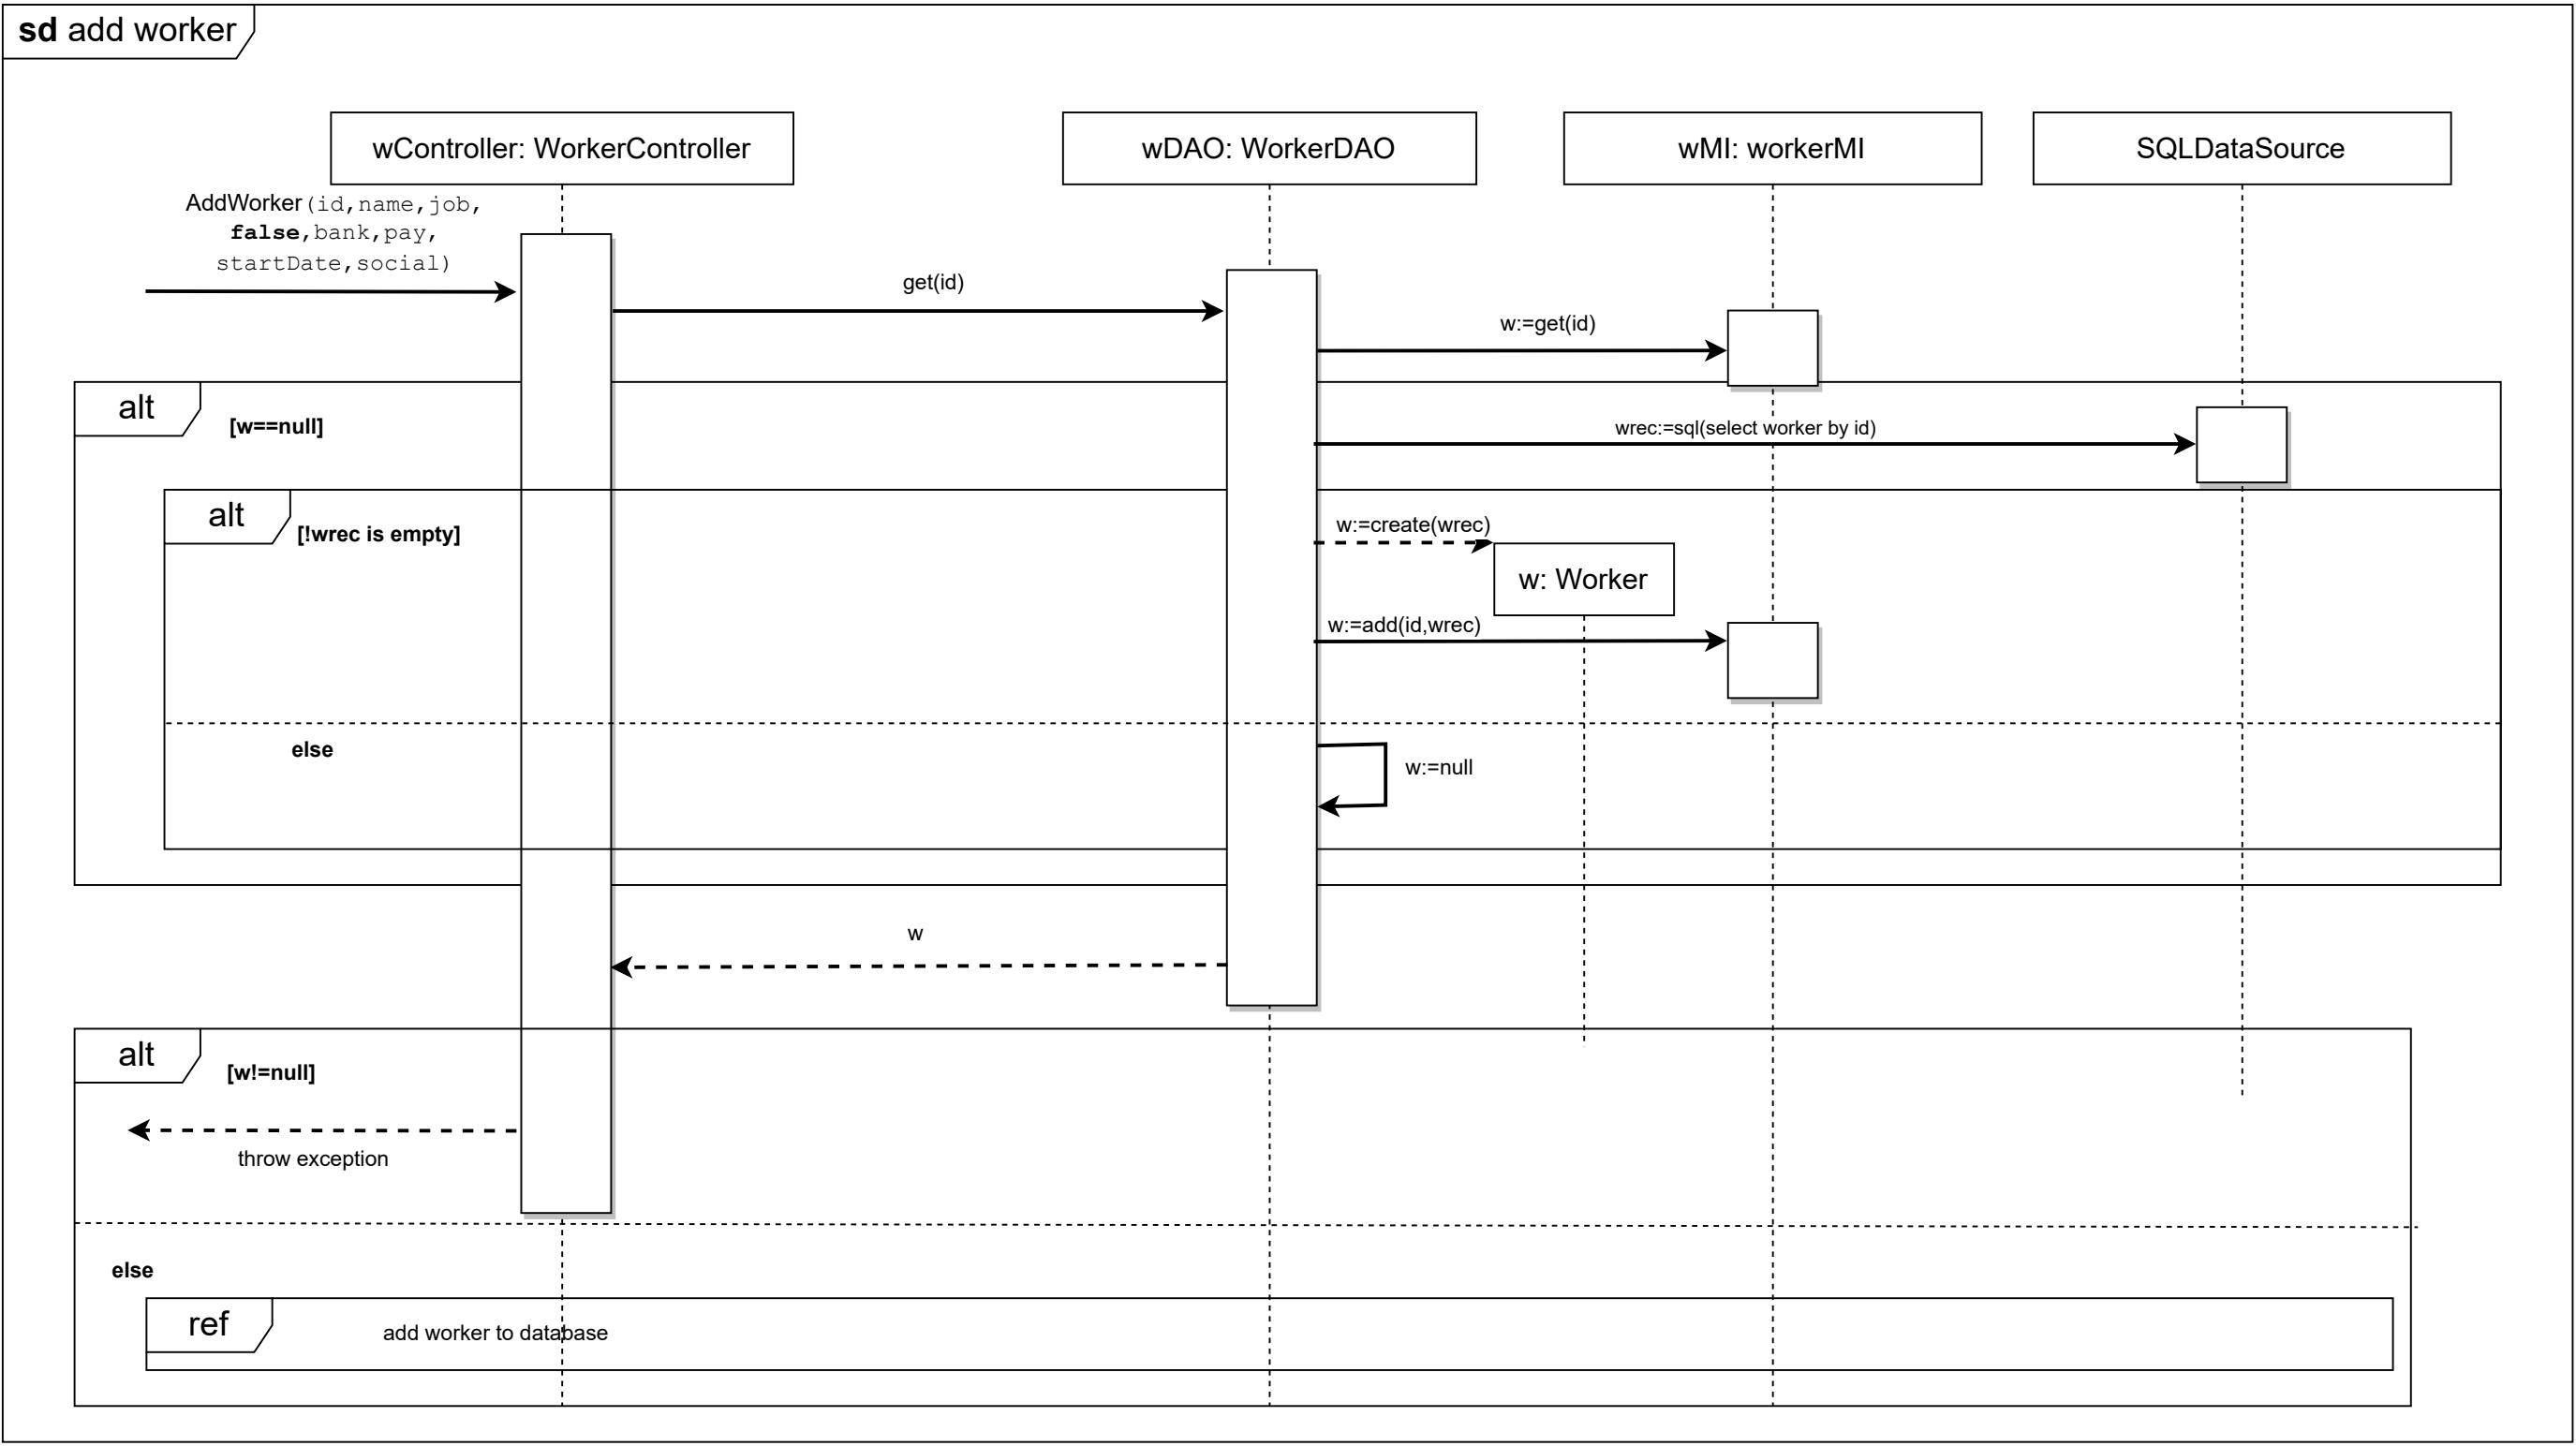 sd add worker
wController: WorkerController
wDAO: WorkerDAO
wMI: workerMI
SQLDataSource
AddWorker(id,name,job,
false,bank,pay,
startDate,social)
get(id)
w:=get(id)
alt
[w==null]
wrec:=sql(select worker by id)
alt
[!wrec is empty]
w:=create(wrec)
w: Worker
w:=add(id,wrec)
else
w:=null
w
alt
[w!=null]
throw exception
else
ref
add worker to database